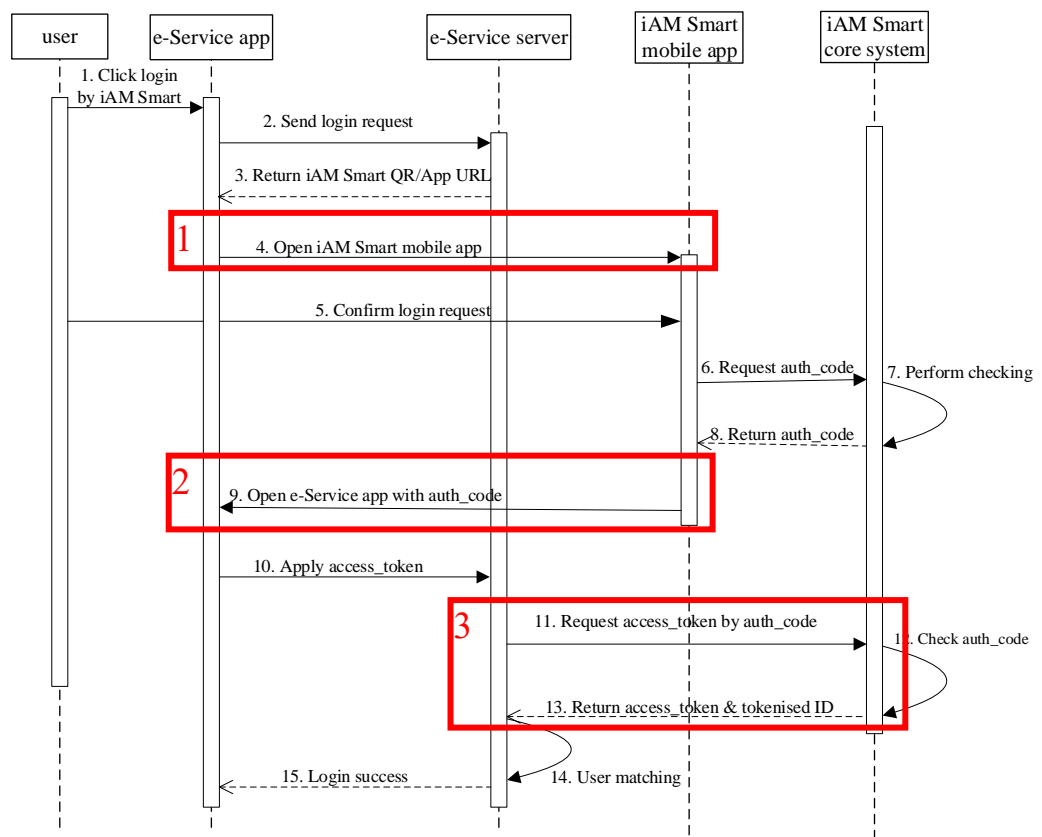 user
e-Service app
e-Service server
iAM Smart
mobile app
iAM Smart
core system
1. Click login
by iAM Smart
2. Send login request
3. Return iAM Smart QR/App URL
1
4. Open iAM Smart mobile app
5. Confirm login request
6. Request auth_code
7. Perform checking
8. Return auth_code
2
9. Open e-Service app with auth_code
10. Apply access_token
3
11. Request access_token by auth_code
12. Check auth_code
13. Return access_token & tokenised ID
14. User matching
15. Login success